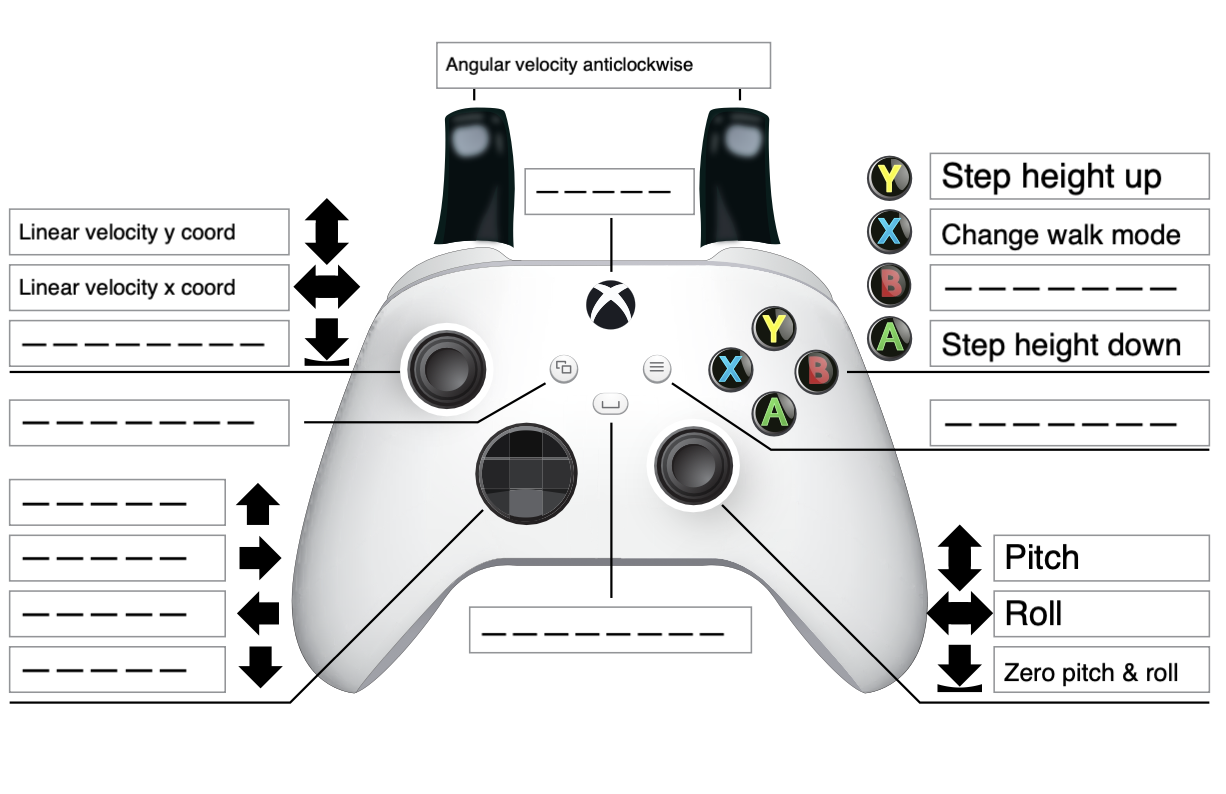 Angular velocity anticlockwise
Y Step height up
Linear velocity y coord
X Change walk mode
Linear velocity x coord
B
A Step height down
Y
X
B
A
Pitch
Roll
Zero pitch & roll